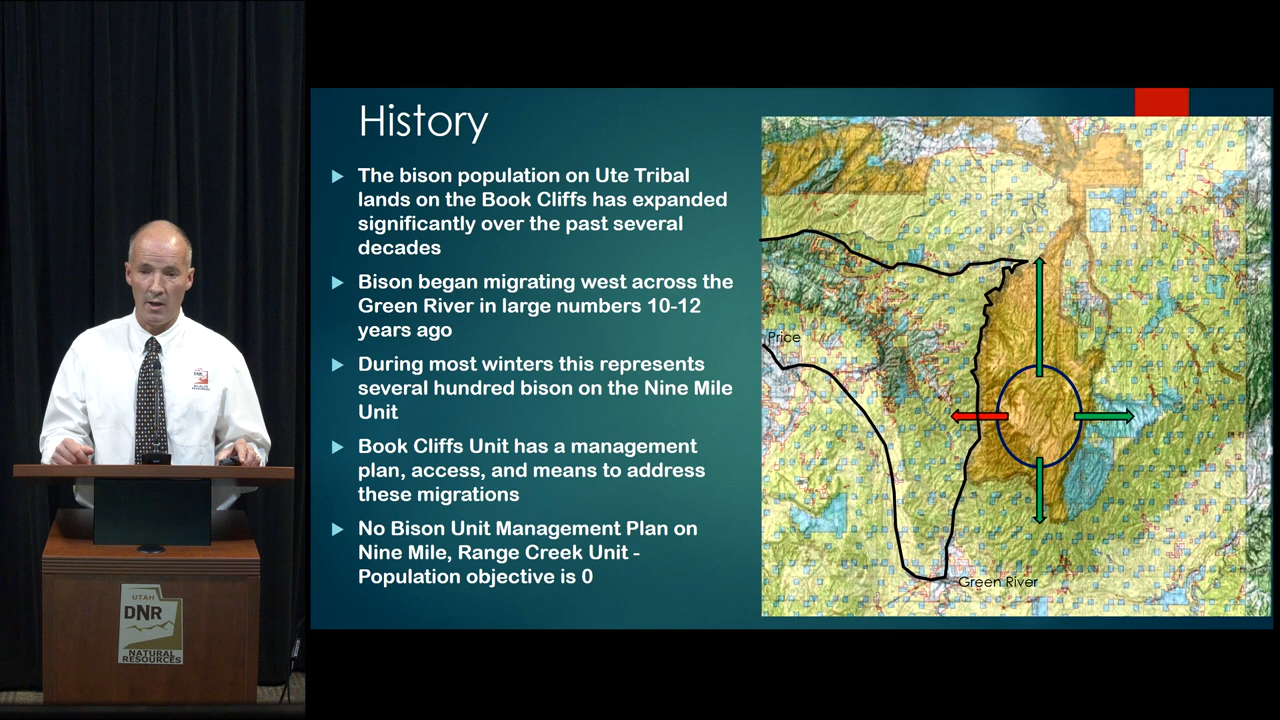 History
The bison population on Ute Tribal
lands on the Book Cliffs has expanded
significantly over the past several
decades
Bison began migrating west across the
Green River in large numbers 10-12
years ago
During most winters this represents
several hundred bison on the Nine Mile
Unit
Book Cliffs Unit has a management
plan, access, and means to address
these migrations
No Bison Unit Management Plan on
Nine Mile, Range Creek Unit -
Population objective is 0
Price
Green River
DNR
UTAH
DNR
NATURAL
RESOURCES